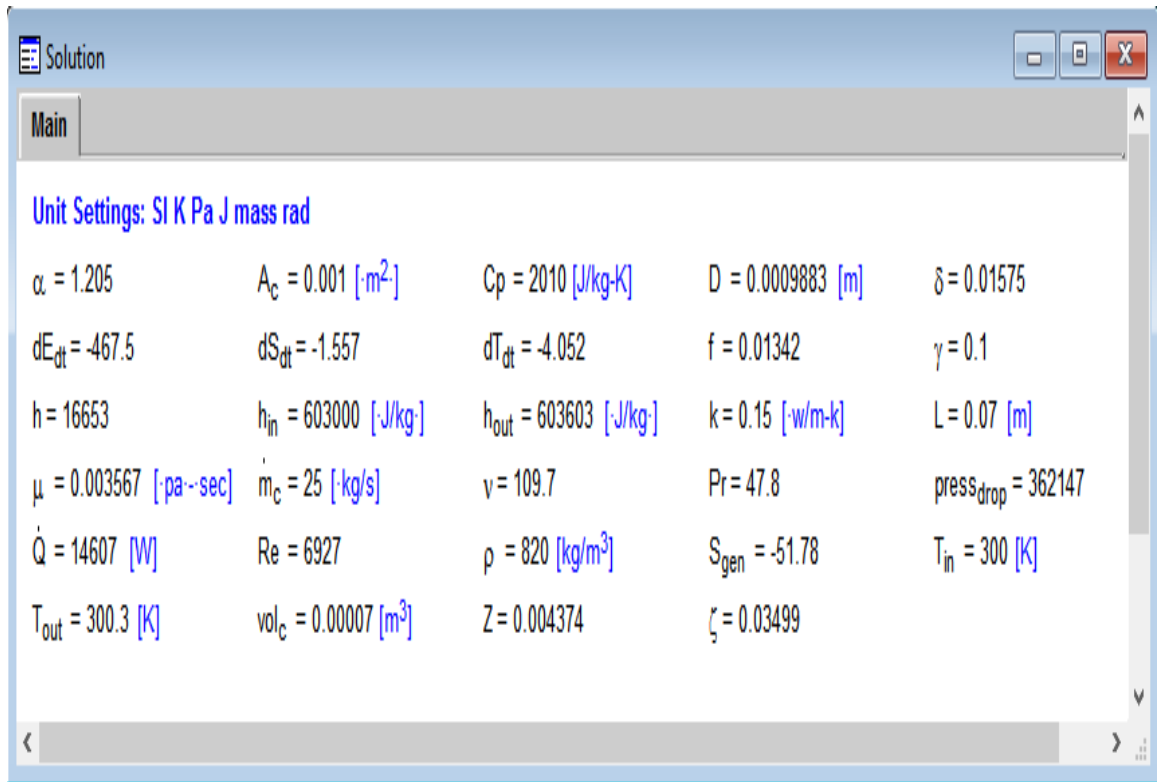 Solution
Main
Unit Settings: SI K Pa J mass rad
α = 1.205 A_c = 0.001 [·m^2·] Cp = 2010 [J/kg-K] D = 0.0009883 [m] δ = 0.01575
dE_dt = -467.5 dS_dt = -1.557 dT_dt = -4.052 f = 0.01342 γ = 0.1
h = 16653 h_in = 603000 [·J/kg·] h_out = 603603 [·J/kg·] k = 0.15 [·w/m-k] L = 0.07 [m]
μ = 0.003567 [·pa·-·sec] ṁ_c = 25 [·kg/s] ν = 109.7 Pr = 47.8 press_drop = 362147
Q̇ = 14607 [W] Re = 6927 ρ = 820 [kg/m^3] S_gen = -51.78 T_in = 300 [K]
T_out = 300.3 [K] vol_c = 0.00007 [m^3] Z = 0.004374 ζ = 0.03499